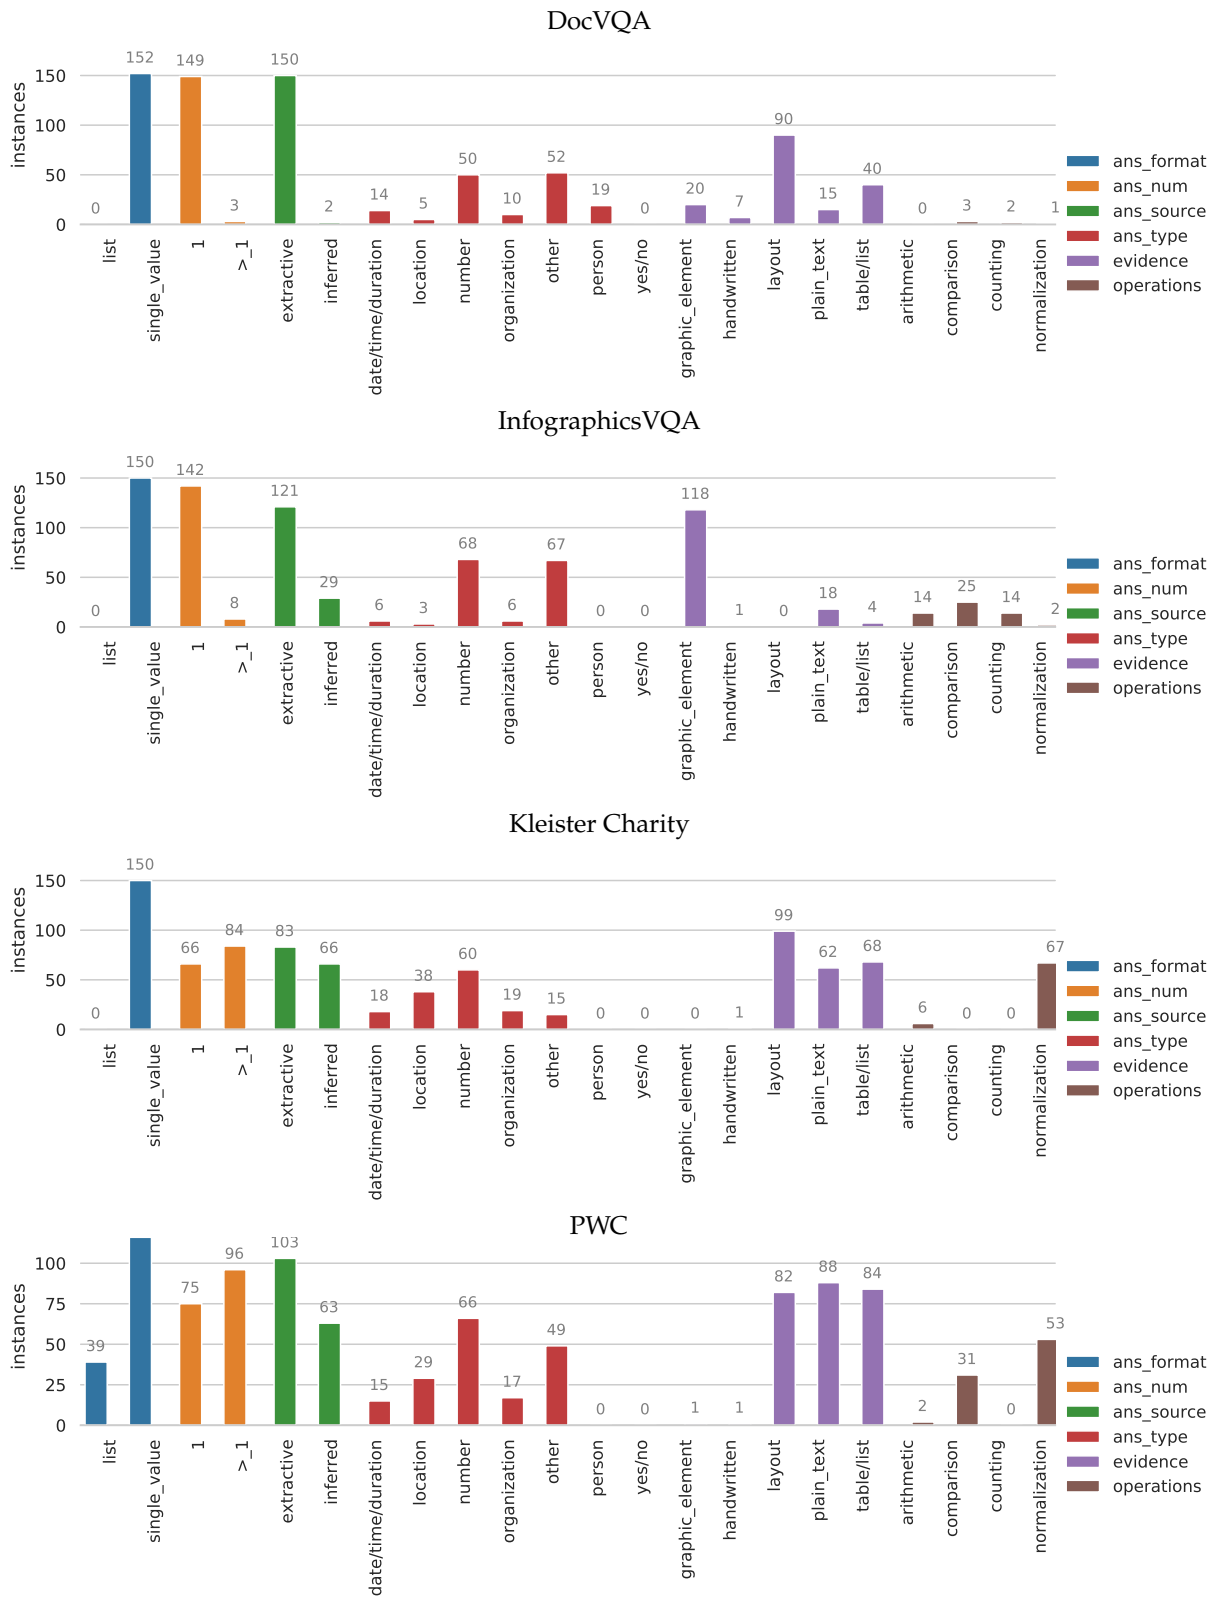 DocVQA
152 149 150
150
100
50
0
instances
0 3 2 14 5 50 10 52 19 0 20 7 90 15 40 0 3 2 1
list single_value 1 >_1 extractive inferred date/time/duration location number organization other person yes/no graphic_element handwritten layout plain_text table/list arithmetic comparison counting normalization
ans_format
ans_num
ans_source
ans_type
evidence
operations
InfographicsVQA
150
100
50
0
instances
0 150 142 8 121 29 6 3 68 6 67 0 0 118 1 0 18 4 14 25 14 2
list single_value 1 >_1 extractive inferred date/time/duration location number organization other person yes/no graphic_element handwritten layout plain_text table/list arithmetic comparison counting normalization
ans_format
ans_num
ans_source
ans_type
evidence
operations
Kleister Charity
150
100
50
0
instances
0 150 66 84 83 66 18 38 60 19 15 0 0 0 1 99 62 68 6 0 0 67
list single_value 1 >_1 extractive inferred date/time/duration location number organization other person yes/no graphic_element handwritten layout plain_text table/list arithmetic comparison counting normalization
ans_format
ans_num
ans_source
ans_type
evidence
operations
PWC
100
75
50
25
0
instances
39 75 96 103 63 15 29 66 17 49 0 0 1 1 82 88 84 2 31 0 53
list single_value 1 >_1 extractive inferred date/time/duration location number organization other person yes/no graphic_element handwritten layout plain_text table/list arithmetic comparison counting normalization
ans_format
ans_num
ans_source
ans_type
evidence
operations